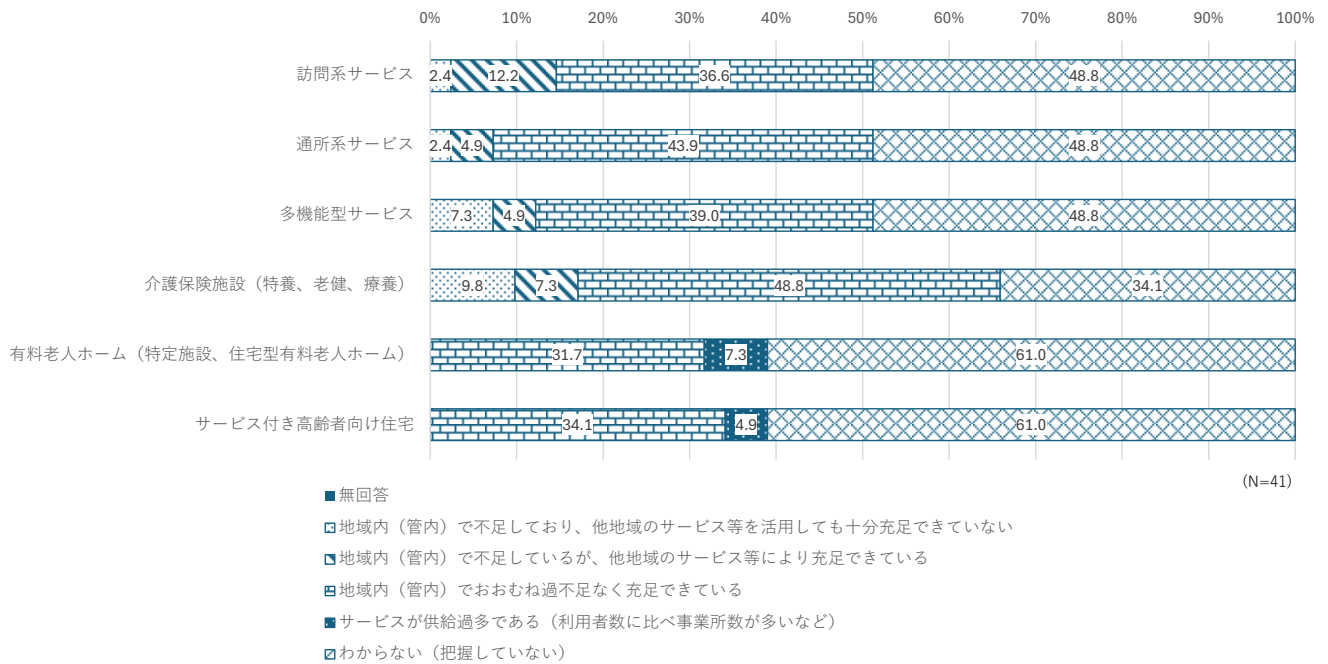 0% 10% 20% 30% 40% 50% 60% 70% 80% 90% 100%
訪問系サービス 2.4 12.2 36.6 48.8
通所系サービス 2.4 4.9 43.9 48.8
多機能型サービス 7.3 4.9 39.0 48.8
介護保険施設（特養、老健、療養） 9.8 7.3 48.8 34.1
有料老人ホーム（特定施設、住宅型有料老人ホーム） 31.7 7.3 61.0
サービス付き高齢者向け住宅 34.1 4.9 61.0
(N=41)
無回答
地域内（管内）で不足しており、他地域のサービス等を活用しても十分充足できていない
地域内（管内）で不足しているが、他地域のサービス等により充足できている
地域内（管内）でおおむね過不足なく充足できている
サービスが供給過多である（利用者数に比べ事業所数が多いなど）
わからない（把握していない）